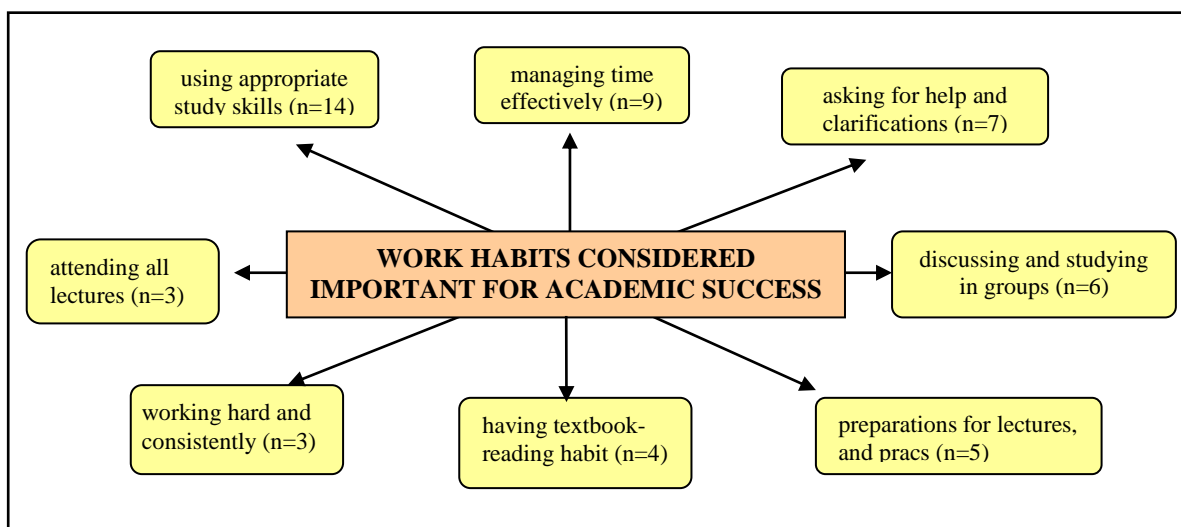 using appropriate
study skills (n=14)
managing time
effectively (n=9)
asking for help and
clarifications (n=7)
attending all
lectures (n=3)
WORK HABITS CONSIDERED
IMPORTANT FOR ACADEMIC SUCCESS
discussing and studying
in groups (n=6)
working hard and
consistently (n=3)
having textbook-
reading habit (n=4)
preparations for lectures,
and pracs (n=5)